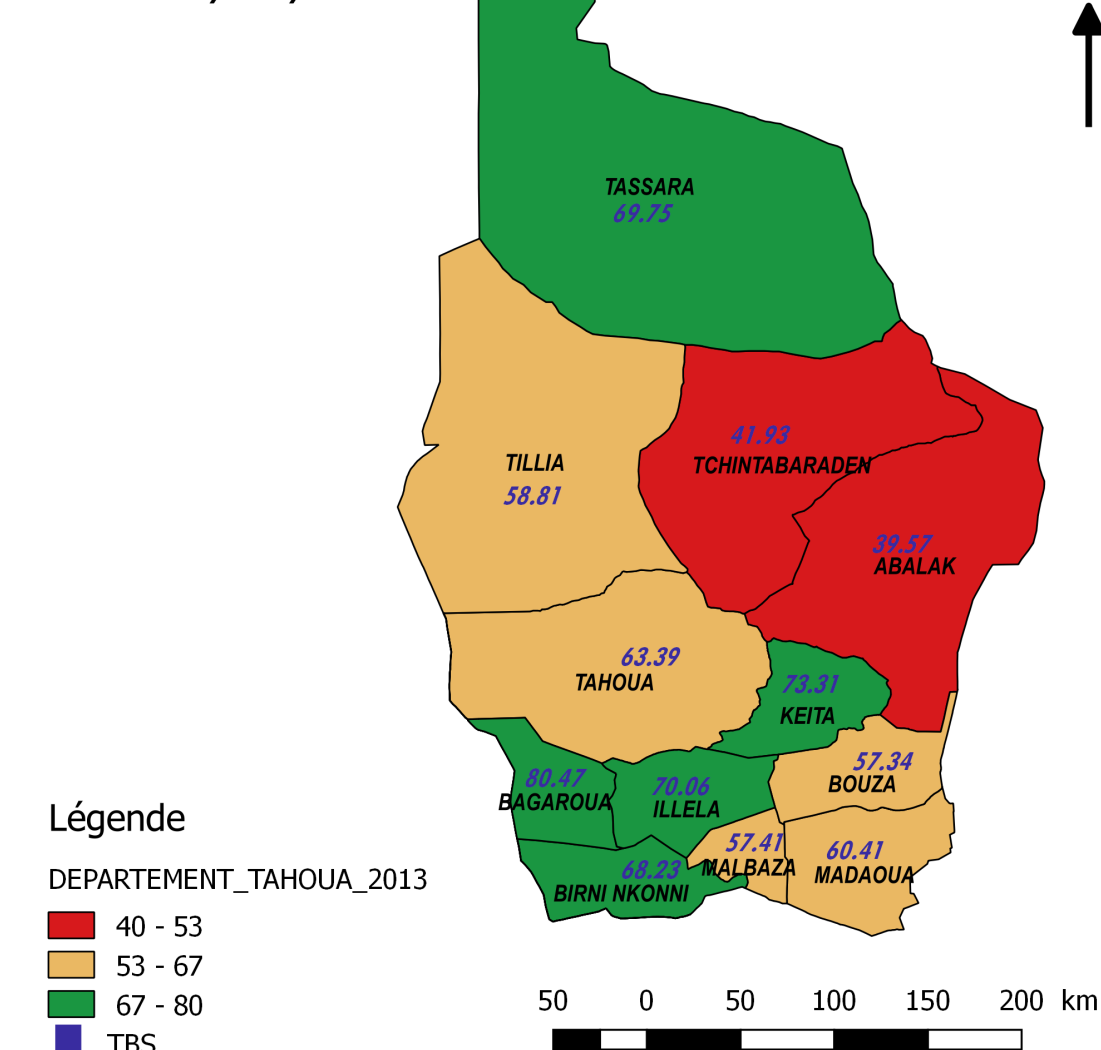 TASSARA
69.75
41.93
TCHINTABARADEN
TILLIA
58.81
39.57
ABALAK
63.39
TAHOUA
73.31
KEITA
57.34
BOUZA
80.47
BAGAROUA
70.06
ILLELA
57.41
MALBAZA
60.41
MADAOUA
68.23
BIRNI NKONNI
Légende
DEPARTEMENT_TAHOUA_2013
40 - 53
53 - 67
67 - 80
TBS
50 0 50 100 150 200 km